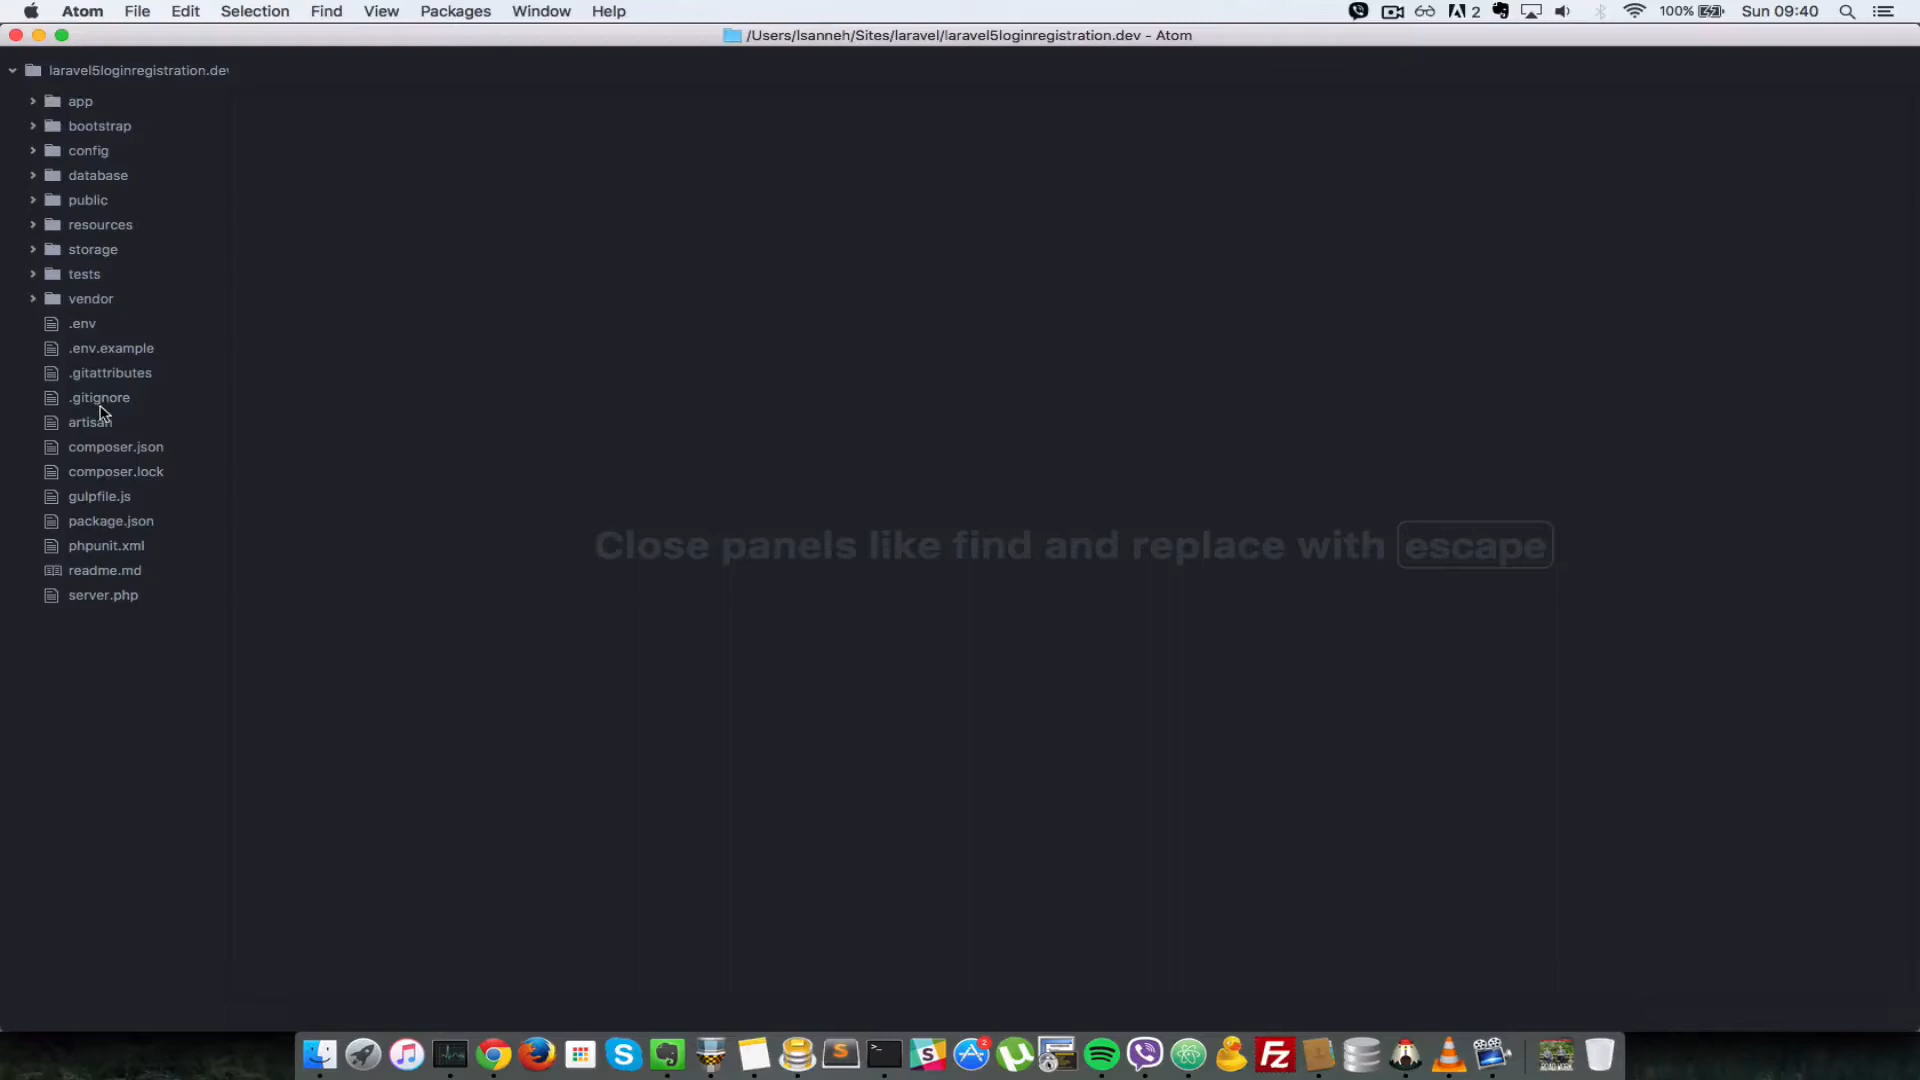 Atom File Edit Selection Find View Packages Window Help 2 100% Sun 09:40
/Users/lsanneh/Sites/laravel/laravel5loginregistration.dev - Atom
laravel5loginregistration.dev
app
bootstrap
config
database
public
resources
storage
tests
vendor
.env
.env.example
.gitattributes
.gitignore
artisan
composer.json
composer.lock
gulpfile.js
package.json
phpunit.xml
readme.md
server.php
Close panels like find and replace with escape